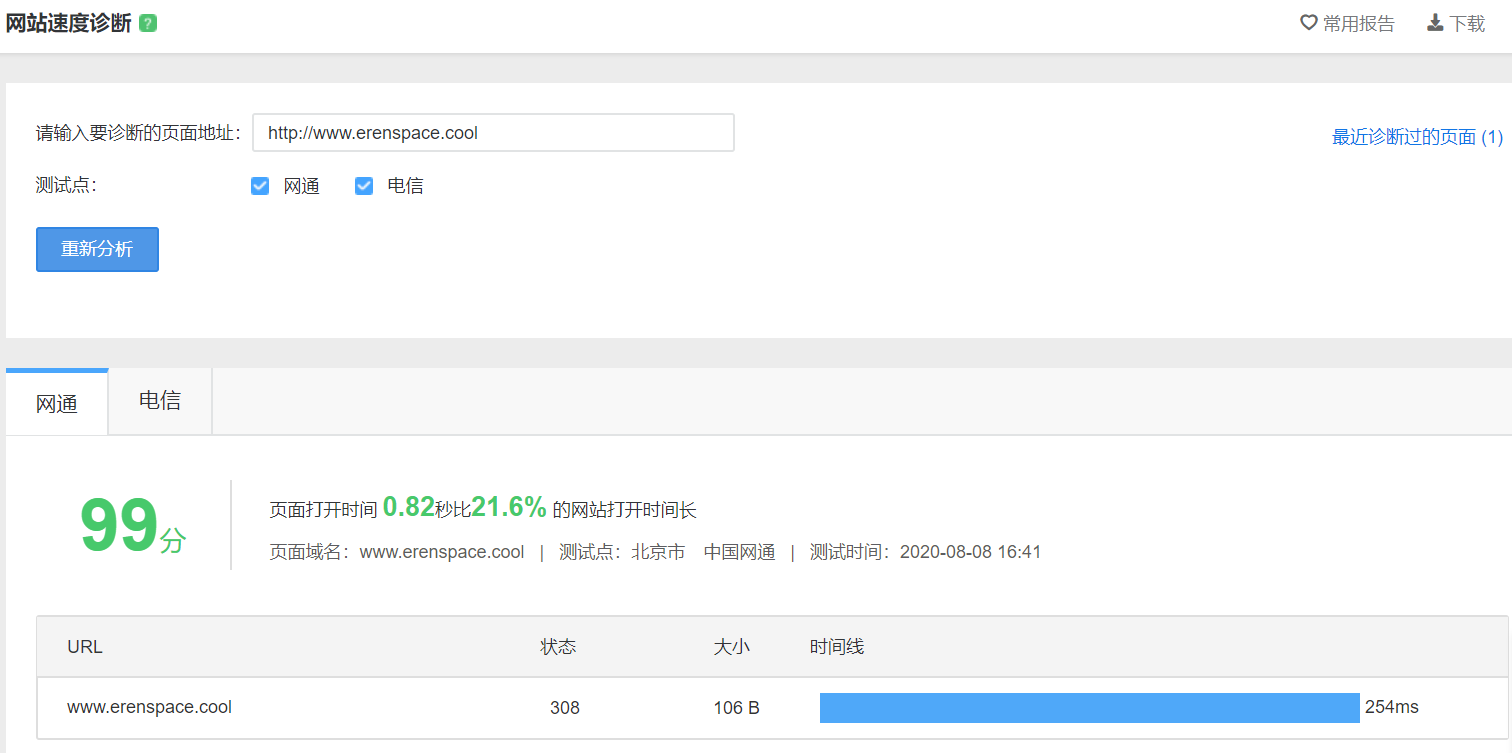 网站速度诊断 ?
常用报告 下载
请输入要诊断的页面地址： http://www.erenspace.cool
最近诊断过的页面 (1)
测试点： 网通 电信
重新分析
网通 电信
99分
页面打开时间 0.82秒比21.6% 的网站打开时间长
页面域名：www.erenspace.cool | 测试点：北京市 中国网通 | 测试时间：2020-08-08 16:41
URL 状态 大小 时间线
www.erenspace.cool 308 106 B 254ms